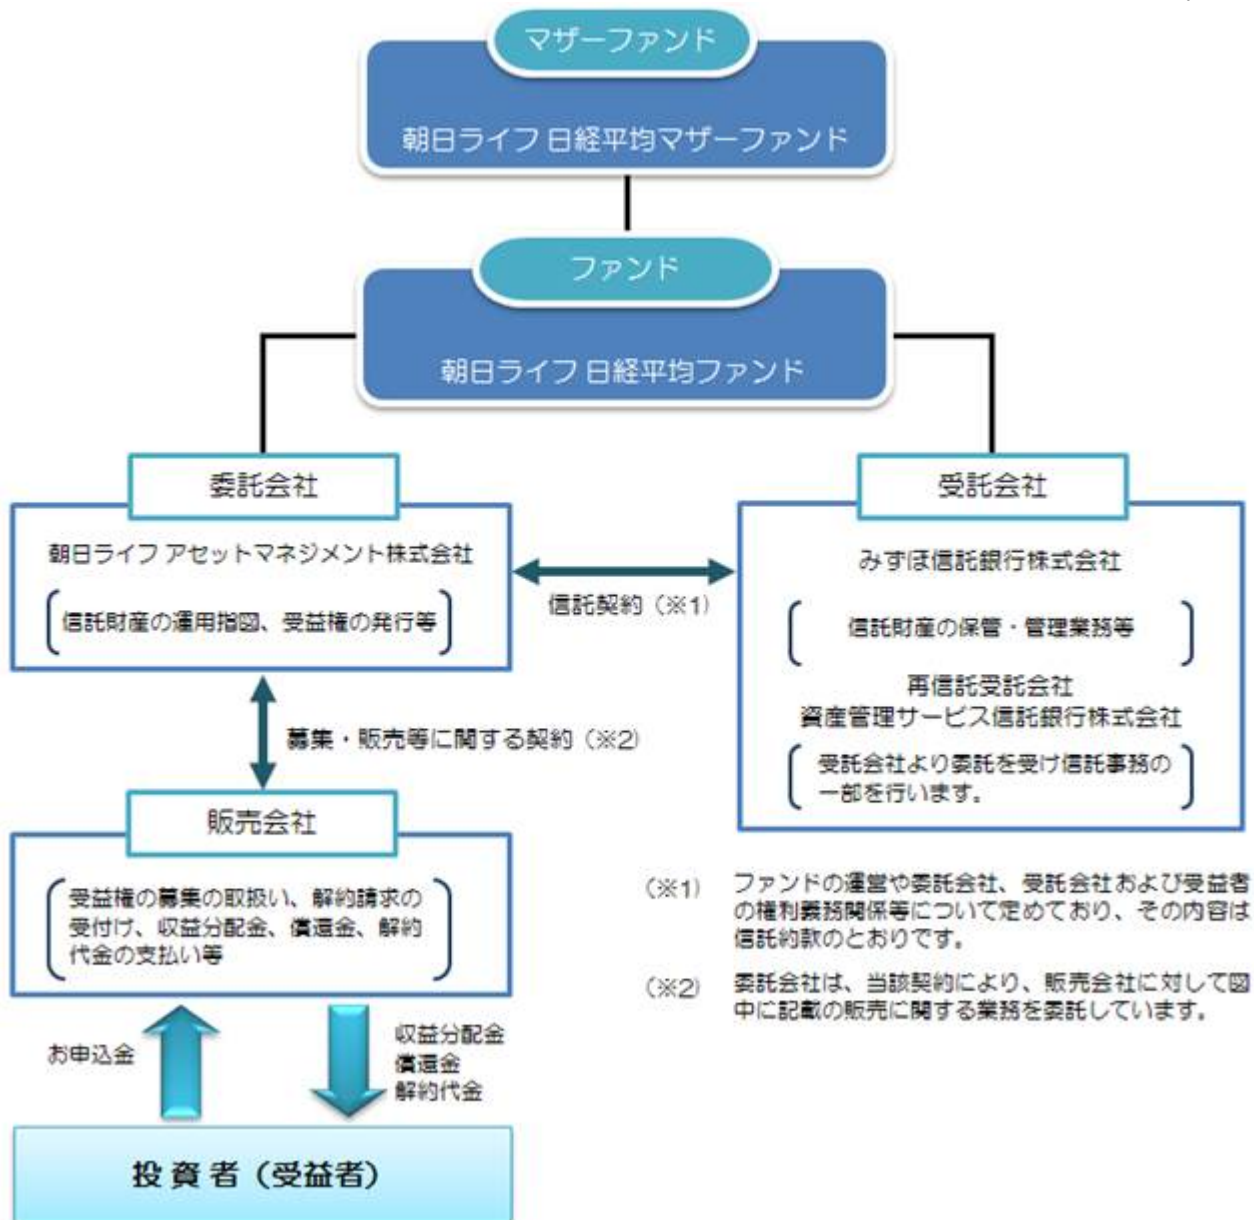 マザーファンド
朝日ライフ 日経平均マザーファンド
ファンド
朝日ライフ 日経平均ファンド
委託会社
朝日ライフ アセットマネジメント株式会社
信託財産の運用指図、受益権の発行等
信託契約（※1）
受託会社
みずほ信託銀行株式会社
信託財産の保管・管理業務等
再信託受託会社
資産管理サービス信託銀行株式会社
受託会社より委託を受け信託事務の
一部を行います。
募集・販売等に関する契約（※2）
販売会社
受益権の募集の取扱い、解約請求の
受付け、収益分配金、償還金、解約
代金の支払い等
（※1） ファンドの運営や委託会社、受託会社および受益者
の権利義務関係等について定めており、その内容は
信託約款のとおりです。
（※2） 委託会社は、当該契約により、販売会社に対して図
中に記載の販売に関する業務を委託しています。
お申込金
収益分配金
償還金
解約代金
投資者（受益者）